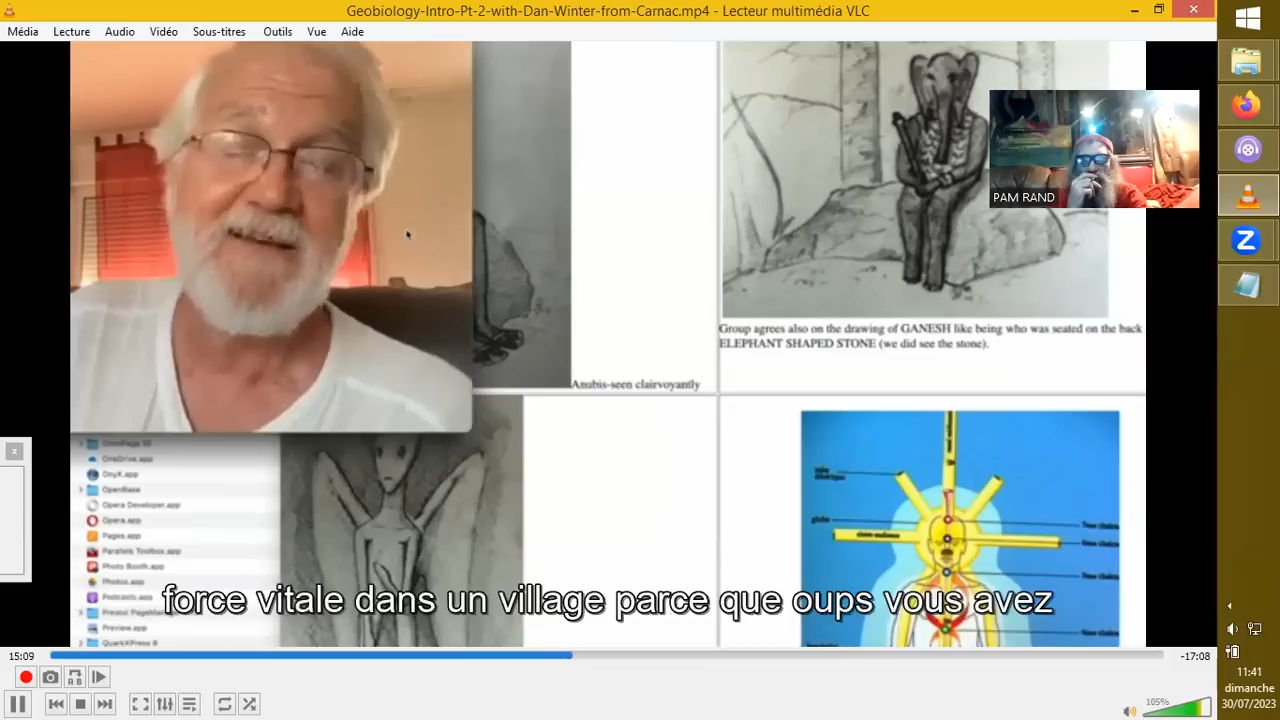 Geobiology-Intro-Pt-2-with-Dan-Winter-from-Carnac.mp4 - Lecteur multimédia VLC
Média Lecture Audio Vidéo Sous-titres Outils Vue Aide
PAM RAND
Group agrees also on the drawing of GANESH like being who was seated on the back
ELEPHANT SHAPED STONE (we did see the stone).
Anubis-seen clairvoyantly
OneDrive.app
OnyX.app
OpenBase
Opera Developer.app
Opera.app
Pages.app
Parallels Toolbox.app
Photo Booth.app
Photos.app
Podcasts.app
Preview.app
QuarkXPress 8
force vitale dans un village parce que oups vous avez
15:09
-17:08
105%
11:41
dimanche
30/07/2023